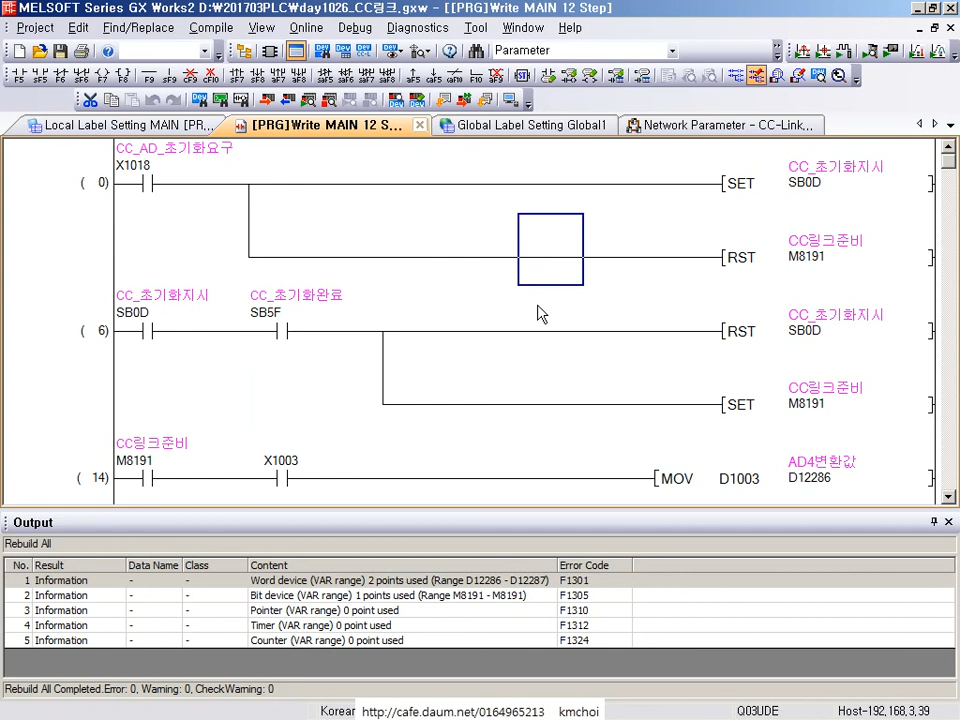 MELSOFT Series GX Works2 D:\201703PLC\day1026_CC링크.gxw - [[PRG]Write MAIN 12 Step]
Project Edit Find/Replace Compile View Online Debug Diagnostics Tool Window Help
Parameter
Local Label Setting MAIN [PR... [PRG]Write MAIN 12 S... Global Label Setting Global1 Network Parameter - CC-Link...
CC_AD_초기화요구
X1018
CC_초기화지시
( 0) SET SB0D
CC링크준비
RST M8191
CC_초기화지시 CC_초기화완료
SB0D SB5F
CC_초기화지시
( 6) RST SB0D
CC링크준비
SET M8191
CC링크준비
M8191 X1003
AD4변환값
( 14) MOV D1003 D12286
Output
Rebuild All
No. Result Data Name Class Content Error Code
1 Information - - Word device (VAR range) 2 points used (Range D12286 - D12287) F1301
2 Information - - Bit device (VAR range) 1 points used (Range M8191 - M8191) F1305
3 Information - - Pointer (VAR range) 0 point used F1310
4 Information - - Timer (VAR range) 0 point used F1312
5 Information - - Counter (VAR range) 0 point used F1324
Rebuild All Completed.Error: 0, Warning: 0, CheckWarning: 0
Korear http://cafe.daum.net/0164965213 kmchoi Q03UDE Host-192,168,3,39